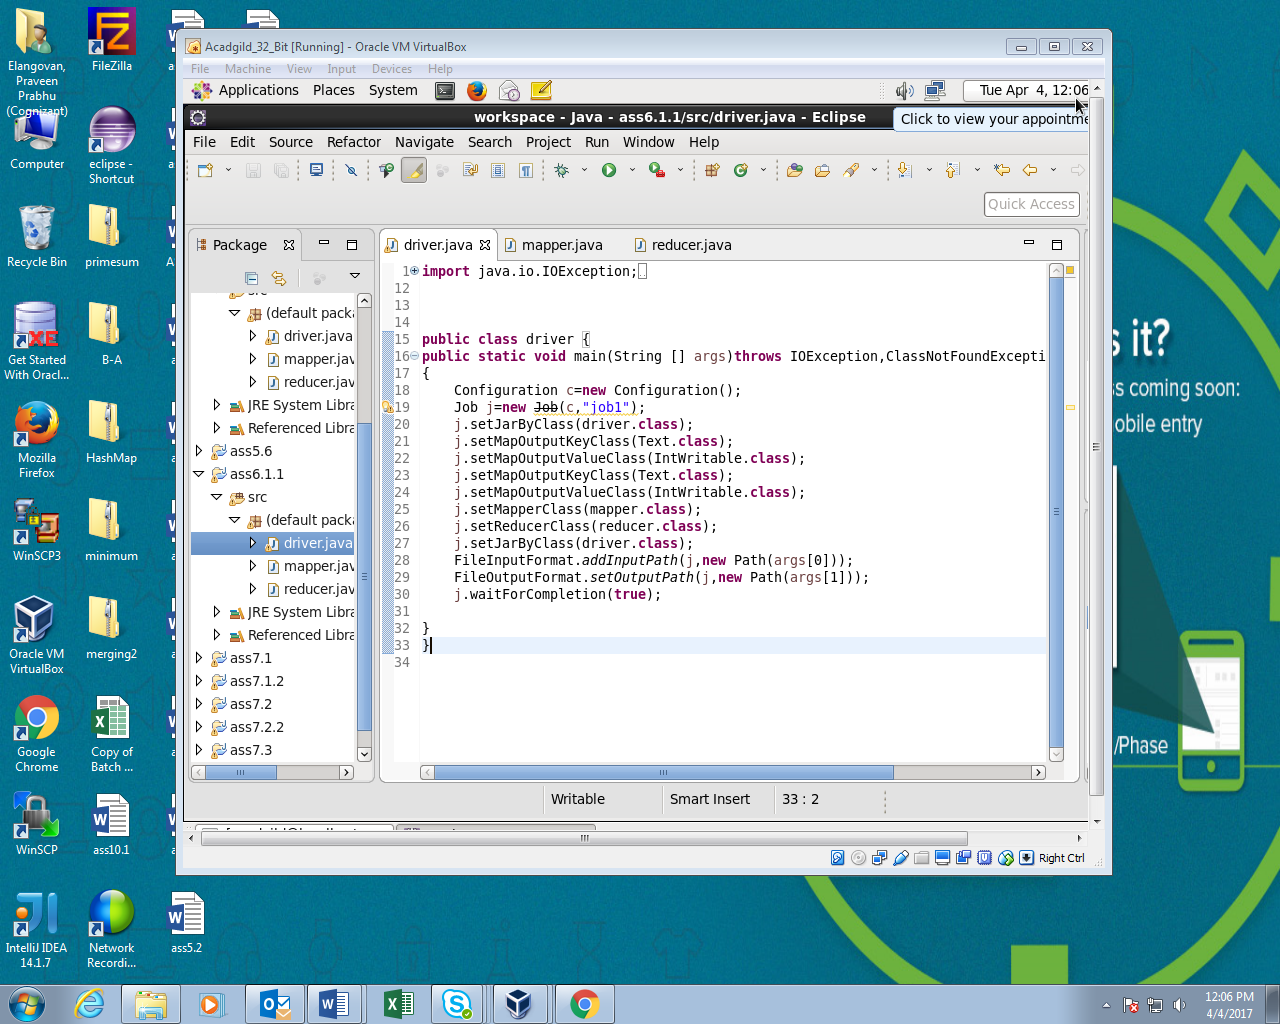 Elangovan, Praveen Prabhu (Cognizant)
FileZilla
Computer
eclipse - Shortcut
Recycle Bin
primesum
Get Started With Oracl...
B-A
Mozilla Firefox
HashMap
WinSCP3
minimum
Oracle VM VirtualBox
merging2
Google Chrome
Copy of Batch ...
WinSCP
ass10.1
IntelliJ IDEA 14.1.7
Network Recordi...
ass5.2
Acadgild_32_Bit [Running] - Oracle VM VirtualBox
File Machine View Input Devices Help
Applications Places System
Tue Apr 4, 12:06
workspace - Java - ass6.1.1/src/driver.java - Eclipse
Click to view your appointme
File Edit Source Refactor Navigate Search Project Run Window Help
Quick Access
Package
src
(default packa
driver.java
mapper.jav
reducer.jav
JRE System Libra
Referenced Libra
ass5.6
ass6.1.1
src
(default packa
driver.java
mapper.jav
reducer.jav
JRE System Libra
Referenced Libra
ass7.1
ass7.1.2
ass7.2
ass7.2.2
ass7.3
driver.java mapper.java reducer.java
1 import java.io.IOException;
12
13
14
15 public class driver {
16 public static void main(String [] args)throws IOException,ClassNotFoundExcepti
17 {
18 Configuration c=new Configuration();
19 Job j=new Job(c,"job1");
20 j.setJarByClass(driver.class);
21 j.setMapOutputKeyClass(Text.class);
22 j.setMapOutputValueClass(IntWritable.class);
23 j.setMapOutputKeyClass(Text.class);
24 j.setMapOutputValueClass(IntWritable.class);
25 j.setMapperClass(mapper.class);
26 j.setReducerClass(reducer.class);
27 j.setJarByClass(driver.class);
28 FileInputFormat.addInputPath(j,new Path(args[0]));
29 FileOutputFormat.setOutputPath(j,new Path(args[1]));
30 j.waitForCompletion(true);
31
32 }
33 }
34
Writable Smart Insert 33 : 2
Right Ctrl
s it?
ss coming soon:
obile entry
/Phase
12:06 PM
4/4/2017